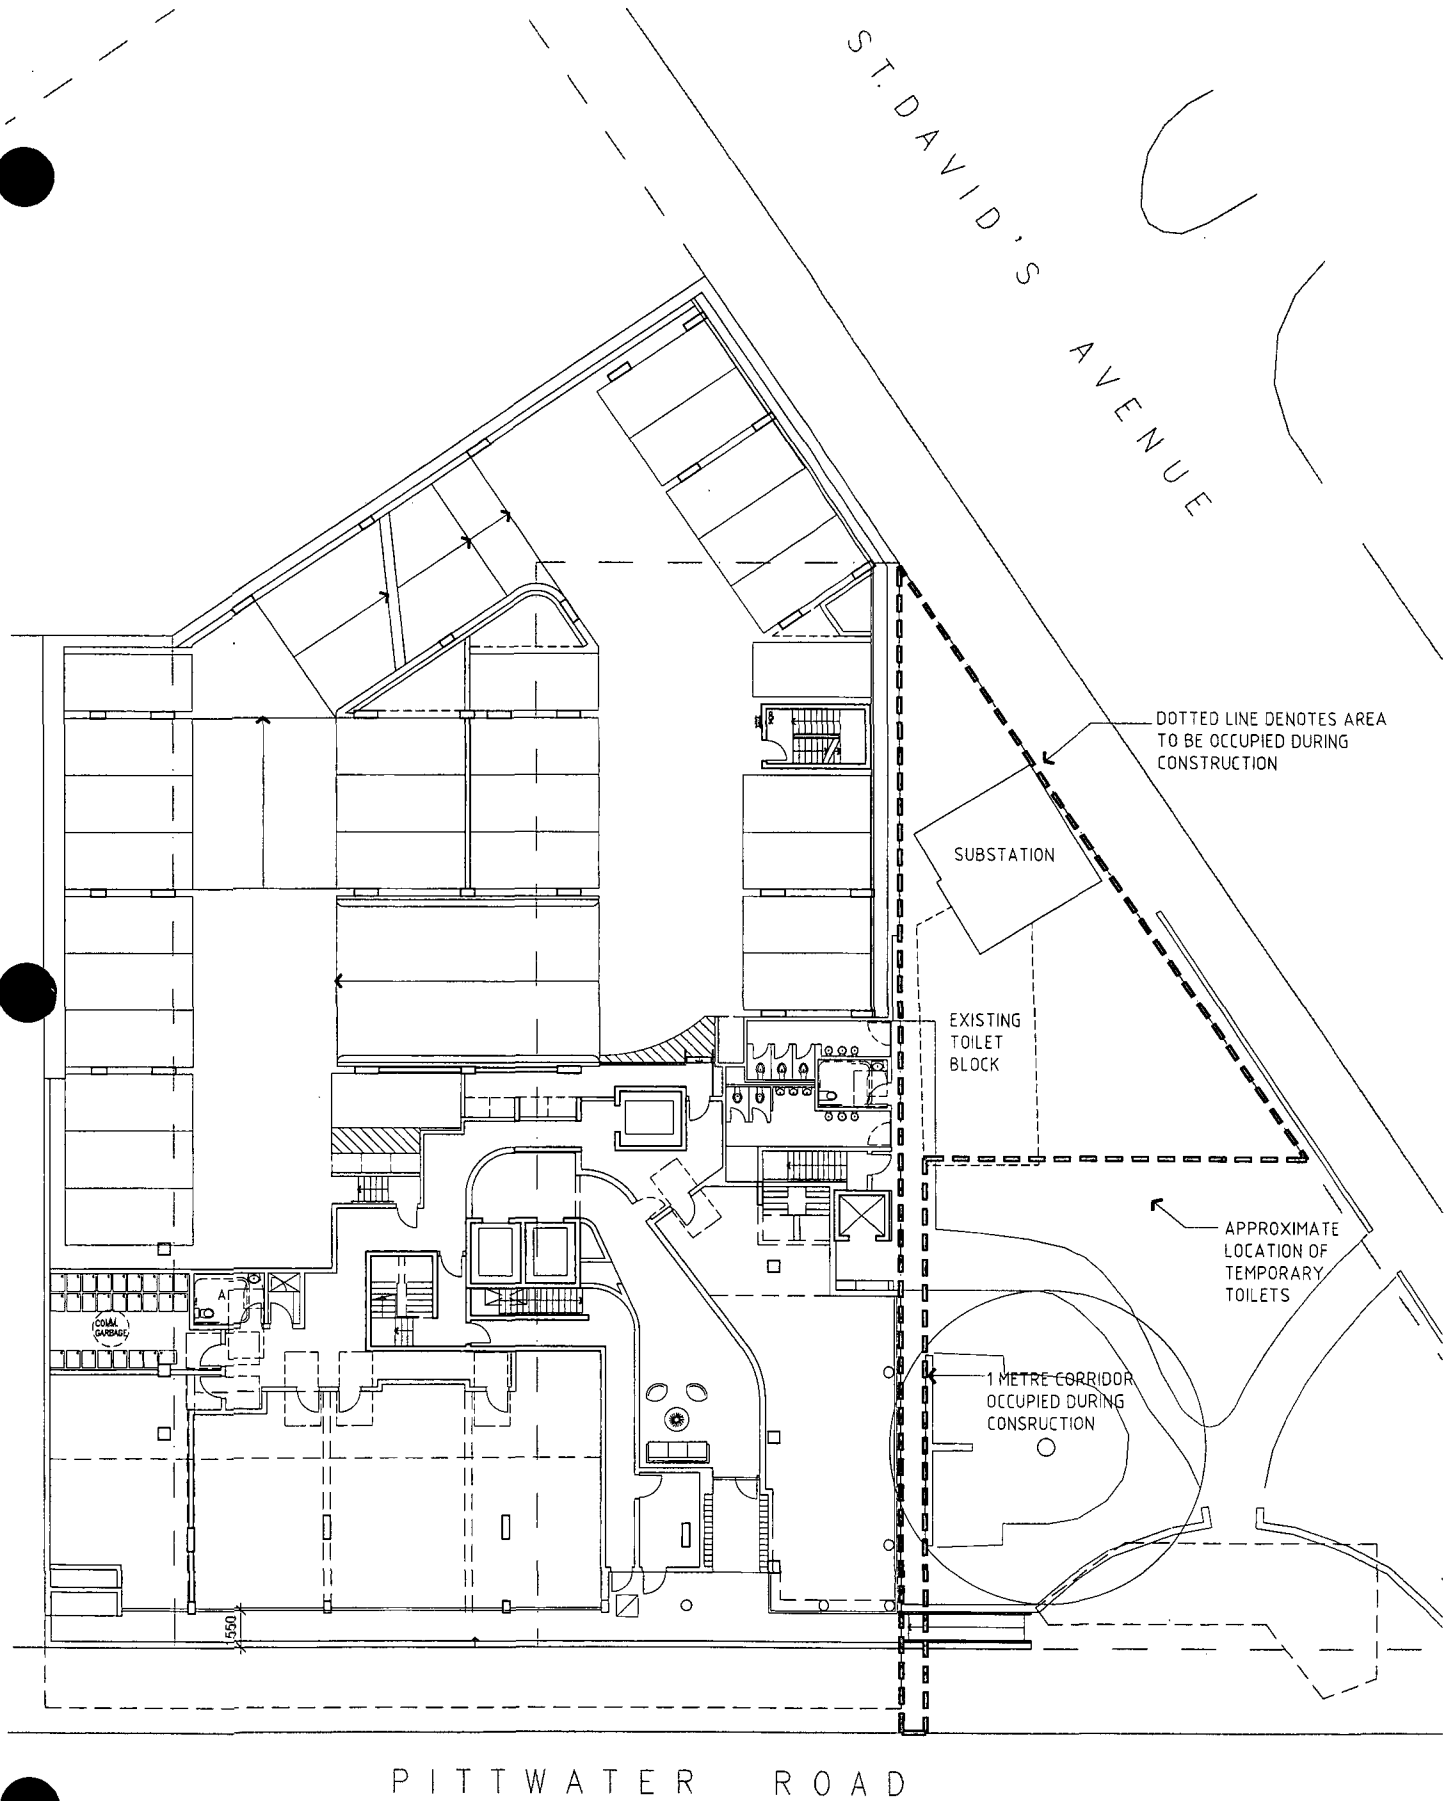 ST. DAVID'S AVENUE
DOTTED LINE DENOTES AREA
TO BE OCCUPIED DURING
CONSTRUCTION
SUBSTATION
EXISTING
TOILET
BLOCK
APPROXIMATE
LOCATION OF
TEMPORARY
TOILETS
A
COMM.
GARBAGE
1 METRE CORRIDOR
OCCUPIED DURING
CONSRUCTION
550
PITTWATER ROAD